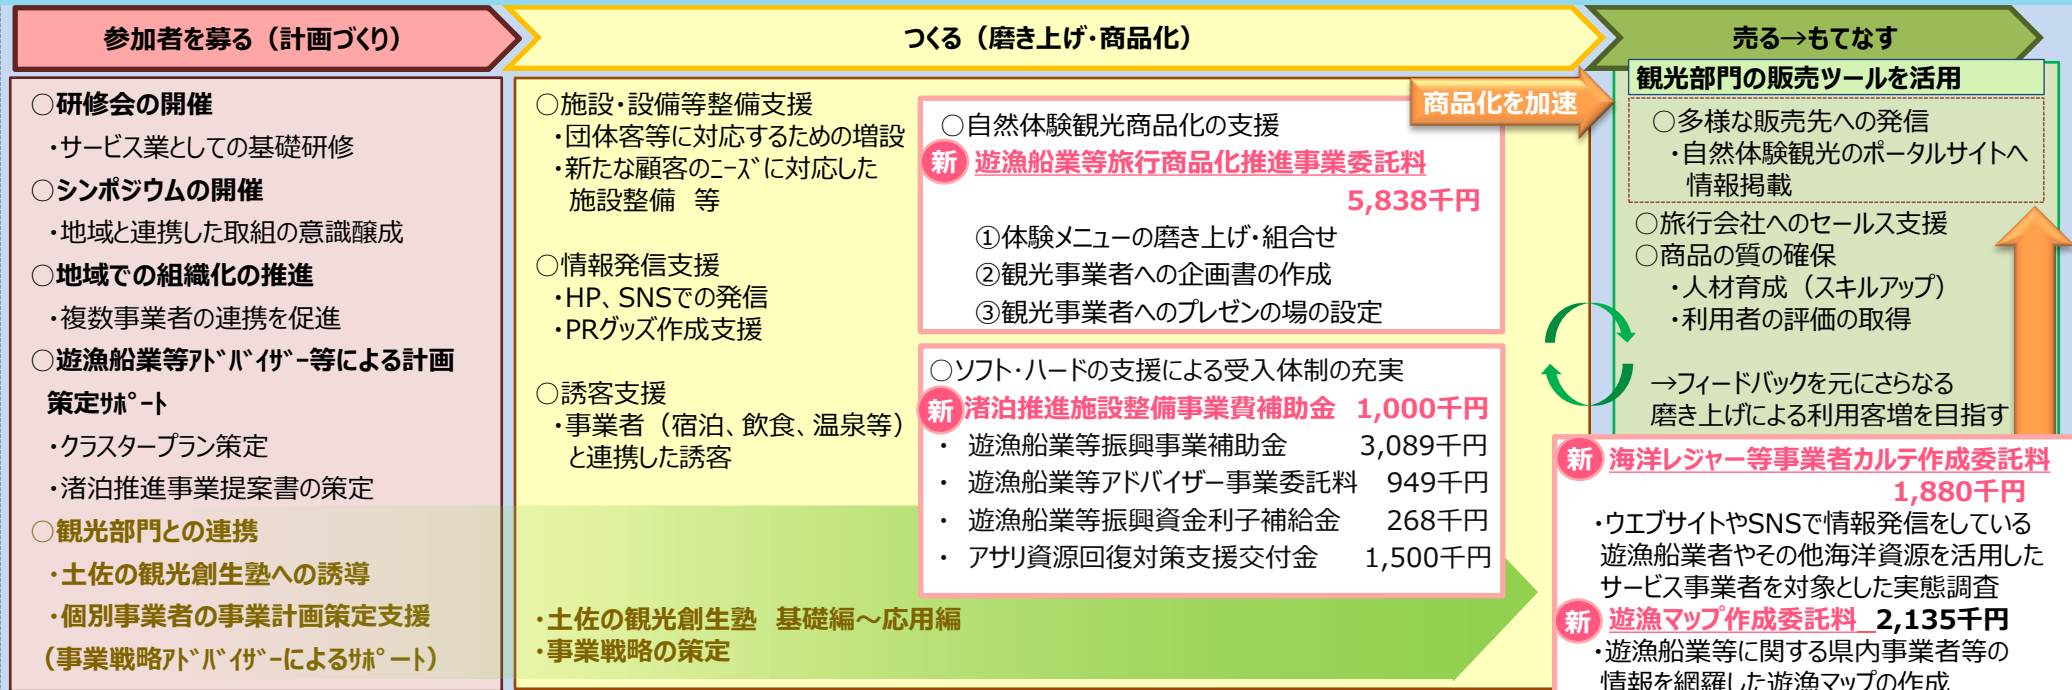 参加者を募る（計画づくり）
○研修会の開催
・サービス業としての基礎研修
○シンポジウムの開催
・地域と連携した取組の意識醸成
○地域での組織化の推進
・複数事業者の連携を促進
○遊漁船業等ｱﾄﾞﾊﾞｲｻﾞｰ等による計画
策定ｻﾎﾟｰﾄ
・クラスタープラン策定
・渚泊推進事業提案書の策定
○観光部門との連携
・土佐の観光創生塾への誘導
・個別事業者の事業計画策定支援
（事業戦略ｱﾄﾞﾊﾞｲｻﾞｰによるｻﾎﾟｰﾄ）
つくる（磨き上げ・商品化）
○施設・設備等整備支援
・団体客等に対応するための増設
・新たな顧客のﾆｰｽﾞに対応した
施設整備　等
○情報発信支援
・HP、SNSでの発信
・PRグッズ作成支援
○誘客支援
・事業者（宿泊、飲食、温泉等）
と連携した誘客
・土佐の観光創生塾　基礎編～応用編
・事業戦略の策定
商品化を加速
○自然体験観光商品化の支援
新 遊漁船業等旅行商品化推進事業委託料
5,838千円
①体験メニューの磨き上げ・組合せ
②観光事業者への企画書の作成
③観光事業者へのプレゼンの場の設定
○ソフト・ハードの支援による受入体制の充実
新 渚泊推進施設整備事業費補助金　1,000千円
・　遊漁船業等振興事業補助金　3,089千円
・　遊漁船業等アドバイザー事業委託料　949千円
・　遊漁船業等振興資金利子補給金　268千円
・　アサリ資源回復対策支援交付金　1,500千円
売る→もてなす
観光部門の販売ツールを活用
○多様な販売先への発信
・自然体験観光のポータルサイトへ
情報掲載
○旅行会社へのセールス支援
○商品の質の確保
・人材育成（スキルアップ）
・利用者の評価の取得
→フィードバックを元にさらなる
磨き上げによる利用客増を目指す
新 海洋レジャー等事業者カルテ作成委託料
1,880千円
・ウエブサイトやSNSで情報発信をしている
遊漁船業者やその他海洋資源を活用した
サービス事業者を対象とした実態調査
新 遊漁マップ作成委託料　2,135千円
・遊漁船業等に関する県内事業者等の
情報を網羅した遊漁マップの作成